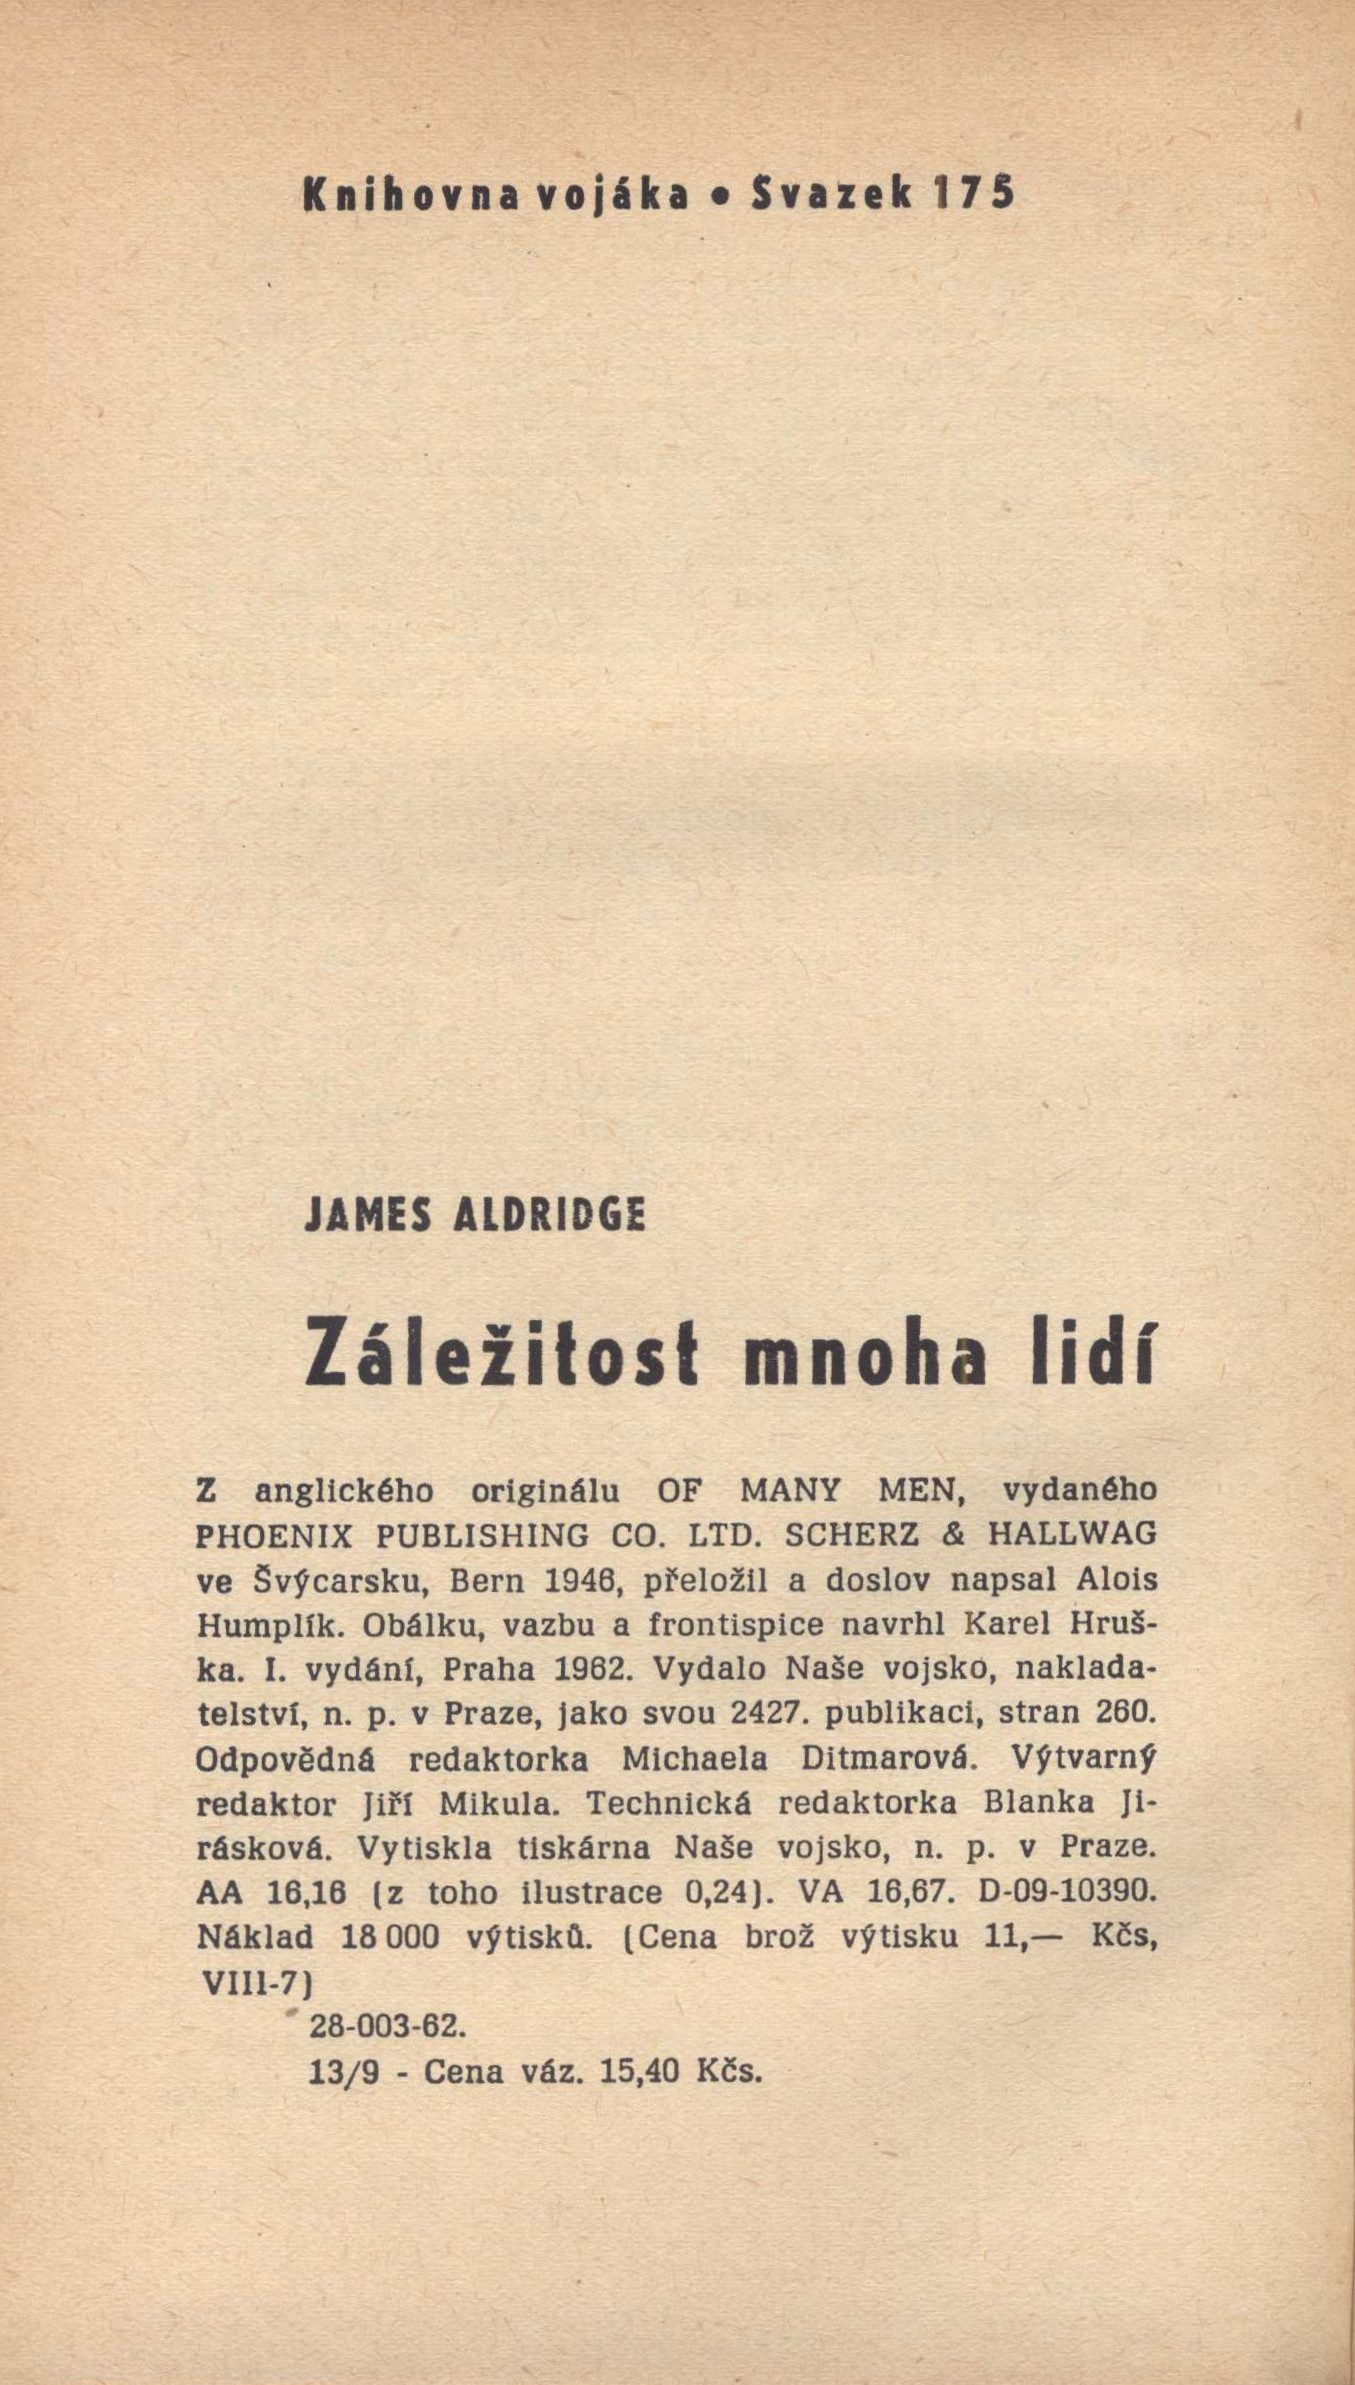 Knihovna vojáka • Svazek 175
JAMES ALDRIDGE
Záležitost mnoha lidí
Z anglického originálu OF MANY MEN, vydaného
PHOENIX PUBLISHING CO. LTD. SCHERZ & HALLWAG
ve Švýcarsku, Bern 1946, přeložil a doslov napsal Alois
Humplík. Obálku, vazbu a frontispice navrhl Karel Hruš-
ka. I. vydání, Praha 1962. Vydalo Naše vojsko, naklada-
telství, n. p. v Praze, jako svou 2427. publikaci, stran 260.
Odpovědná redaktorka Michaela Ditmarová. Výtvarný
redaktor Jiří Mikula. Technická redaktorka Blanka Ji-
rásková. Vytiskla tiskárna Naše vojsko, n. p. v Praze.
AA 16,16 (z toho ilustrace 0,24). VA 16,67. D-09-10390.
Náklad 18 000 výtisků. (Cena brož výtisku 11,— Kčs,
VIII-7)
28-003-62.
13/9 - Cena váz. 15,40 Kčs.